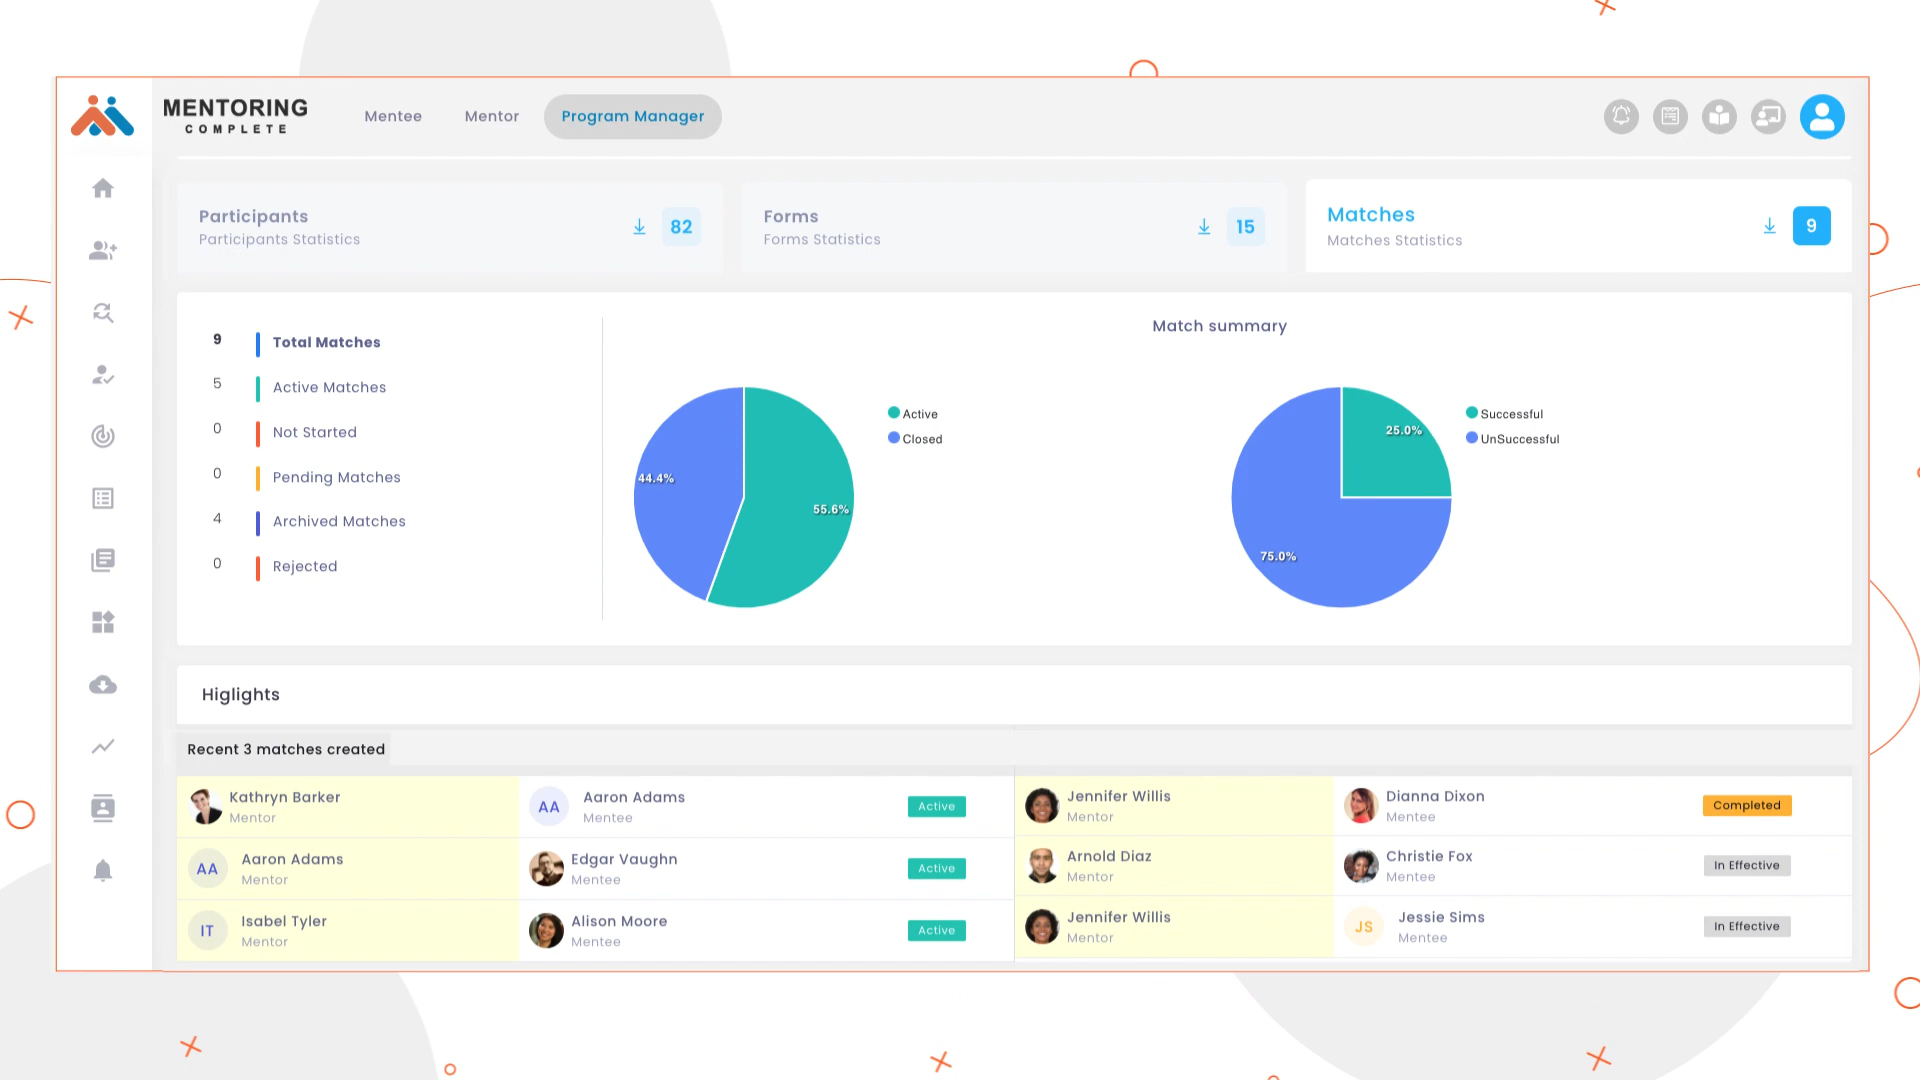 MENTORING
COMPLETE
Mentee
Mentor
Program Manager
Participants
Participants Statistics
82
Forms
Forms Statistics
15
Matches
Matches Statistics
9
9 Total Matches
5 Active Matches
0 Not Started
0 Pending Matches
4 Archived Matches
0 Rejected
44.4%
55.6%
Active
Closed
Match summary
25.0%
75.0%
Successful
UnSuccessful
Higlights
Recent 3 matches created
Kathryn Barker
Mentor
AA
Aaron Adams
Mentee
Active
AA
Aaron Adams
Mentor
Edgar Vaughn
Mentee
Active
IT
Isabel Tyler
Mentor
Alison Moore
Mentee
Active
Jennifer Willis
Mentor
Dianna Dixon
Mentee
Completed
Arnold Diaz
Mentor
Christie Fox
Mentee
In Effective
Jennifer Willis
Mentor
JS
Jessie Sims
Mentee
In Effective